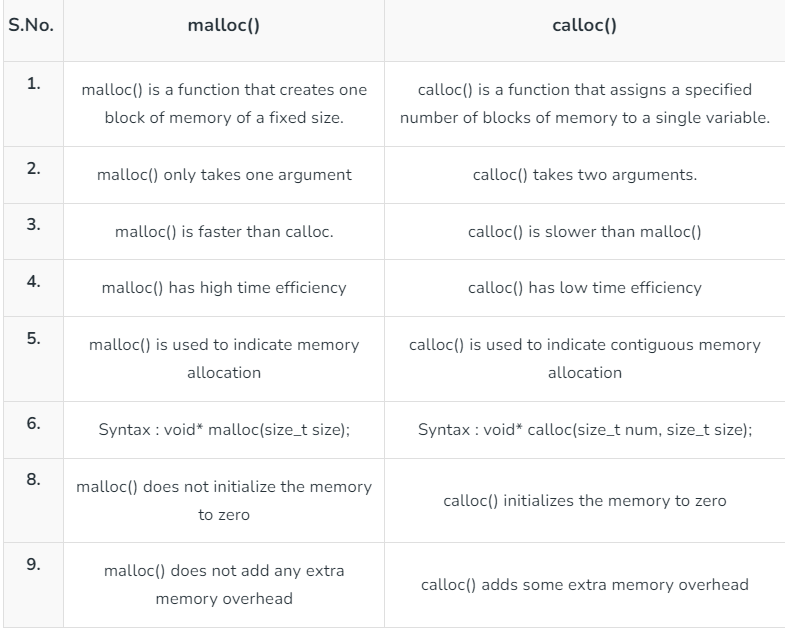 S.No. malloc() calloc()
1. malloc() is a function that creates one block of memory of a fixed size. calloc() is a function that assigns a specified number of blocks of memory to a single variable.
2. malloc() only takes one argument calloc() takes two arguments.
3. malloc() is faster than calloc. calloc() is slower than malloc()
4. malloc() has high time efficiency calloc() has low time efficiency
5. malloc() is used to indicate memory allocation calloc() is used to indicate contiguous memory allocation
6. Syntax : void* malloc(size_t size); Syntax : void* calloc(size_t num, size_t size);
8. malloc() does not initialize the memory to zero calloc() initializes the memory to zero
9. malloc() does not add any extra memory overhead calloc() adds some extra memory overhead